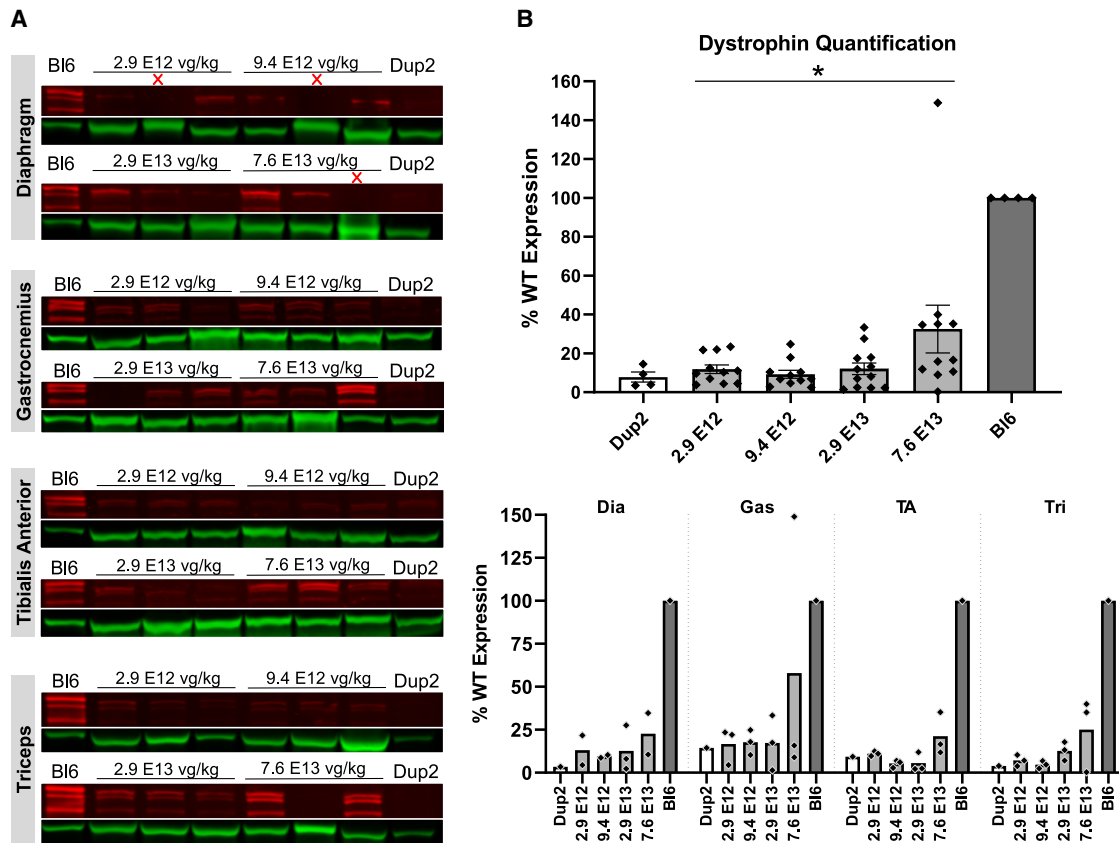 A
Diaphragm
Bl6 2.9 E12 vg/kg 9.4 E12 vg/kg Dup2
X X
Bl6 2.9 E13 vg/kg 7.6 E13 vg/kg Dup2
X
Gastrocnemius
Bl6 2.9 E12 vg/kg 9.4 E12 vg/kg Dup2
Bl6 2.9 E13 vg/kg 7.6 E13 vg/kg Dup2
Tibialis Anterior
Bl6 2.9 E12 vg/kg 9.4 E12 vg/kg Dup2
Bl6 2.9 E13 vg/kg 7.6 E13 vg/kg Dup2
Triceps
Bl6 2.9 E12 vg/kg 9.4 E12 vg/kg Dup2
Bl6 2.9 E13 vg/kg 7.6 E13 vg/kg Dup2
B
Dystrophin Quantification
*
% WT Expression
160
140
120
100
80
60
40
20
0
Dup2 2.9 E12 9.4 E12 2.9 E13 7.6 E13 Bl6
Dia Gas TA Tri
% WT Expression
150
100
75
50
25
0
Dup2 2.9 E12 9.4 E12 2.9 E13 7.6 E13 Bl6 Dup2 2.9 E12 9.4 E12 2.9 E13 7.6 E13 Bl6 Dup2 2.9 E12 9.4 E12 2.9 E13 7.6 E13 Bl6 Dup2 2.9 E12 9.4 E12 2.9 E13 7.6 E13 Bl6